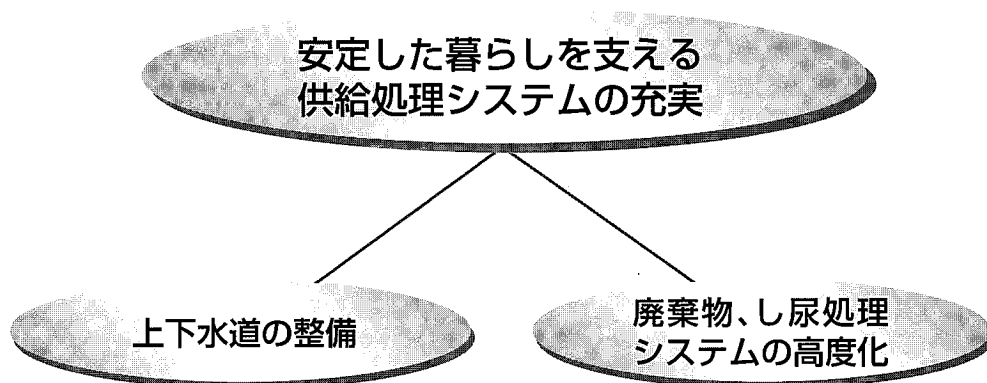 安定した暮らしを支える
供給処理システムの充実
上下水道の整備
廃棄物、し尿処理
システムの高度化